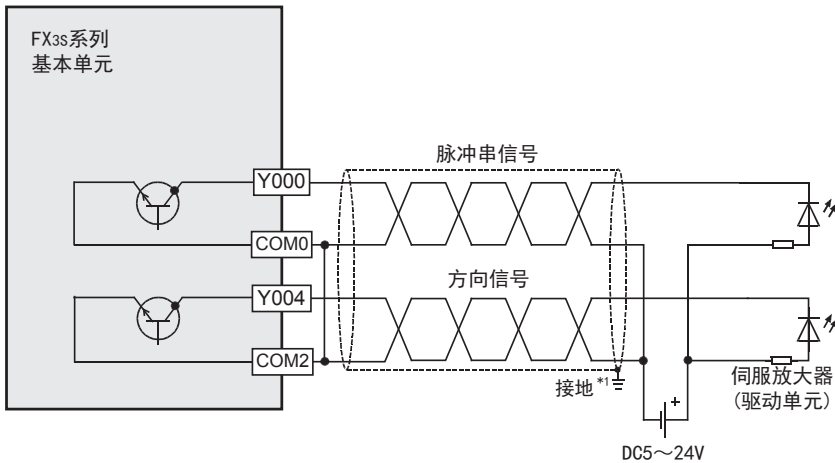 FX3S系列
基本单元
脉冲串信号
Y000
COM0
方向信号
Y004
COM2
接地*1
+
伺服放大器
(驱动单元)
DC5～24V